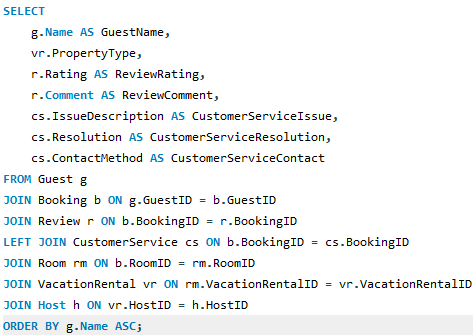 SELECT
g.Name AS GuestName,
vr.PropertyType,
r.Rating AS ReviewRating,
r.Comment AS ReviewComment,
cs.IssueDescription AS CustomerServiceIssue,
cs.Resolution AS CustomerServiceResolution,
cs.ContactMethod AS CustomerServiceContact
FROM Guest g
JOIN Booking b ON g.GuestID = b.GuestID
JOIN Review r ON b.BookingID = r.BookingID
LEFT JOIN CustomerService cs ON b.BookingID = cs.BookingID
JOIN Room rm ON b.RoomID = rm.RoomID
JOIN VacationRental vr ON rm.VacationRentalID = vr.VacationRentalID
JOIN Host h ON vr.HostID = h.HostID
ORDER BY g.Name ASC;